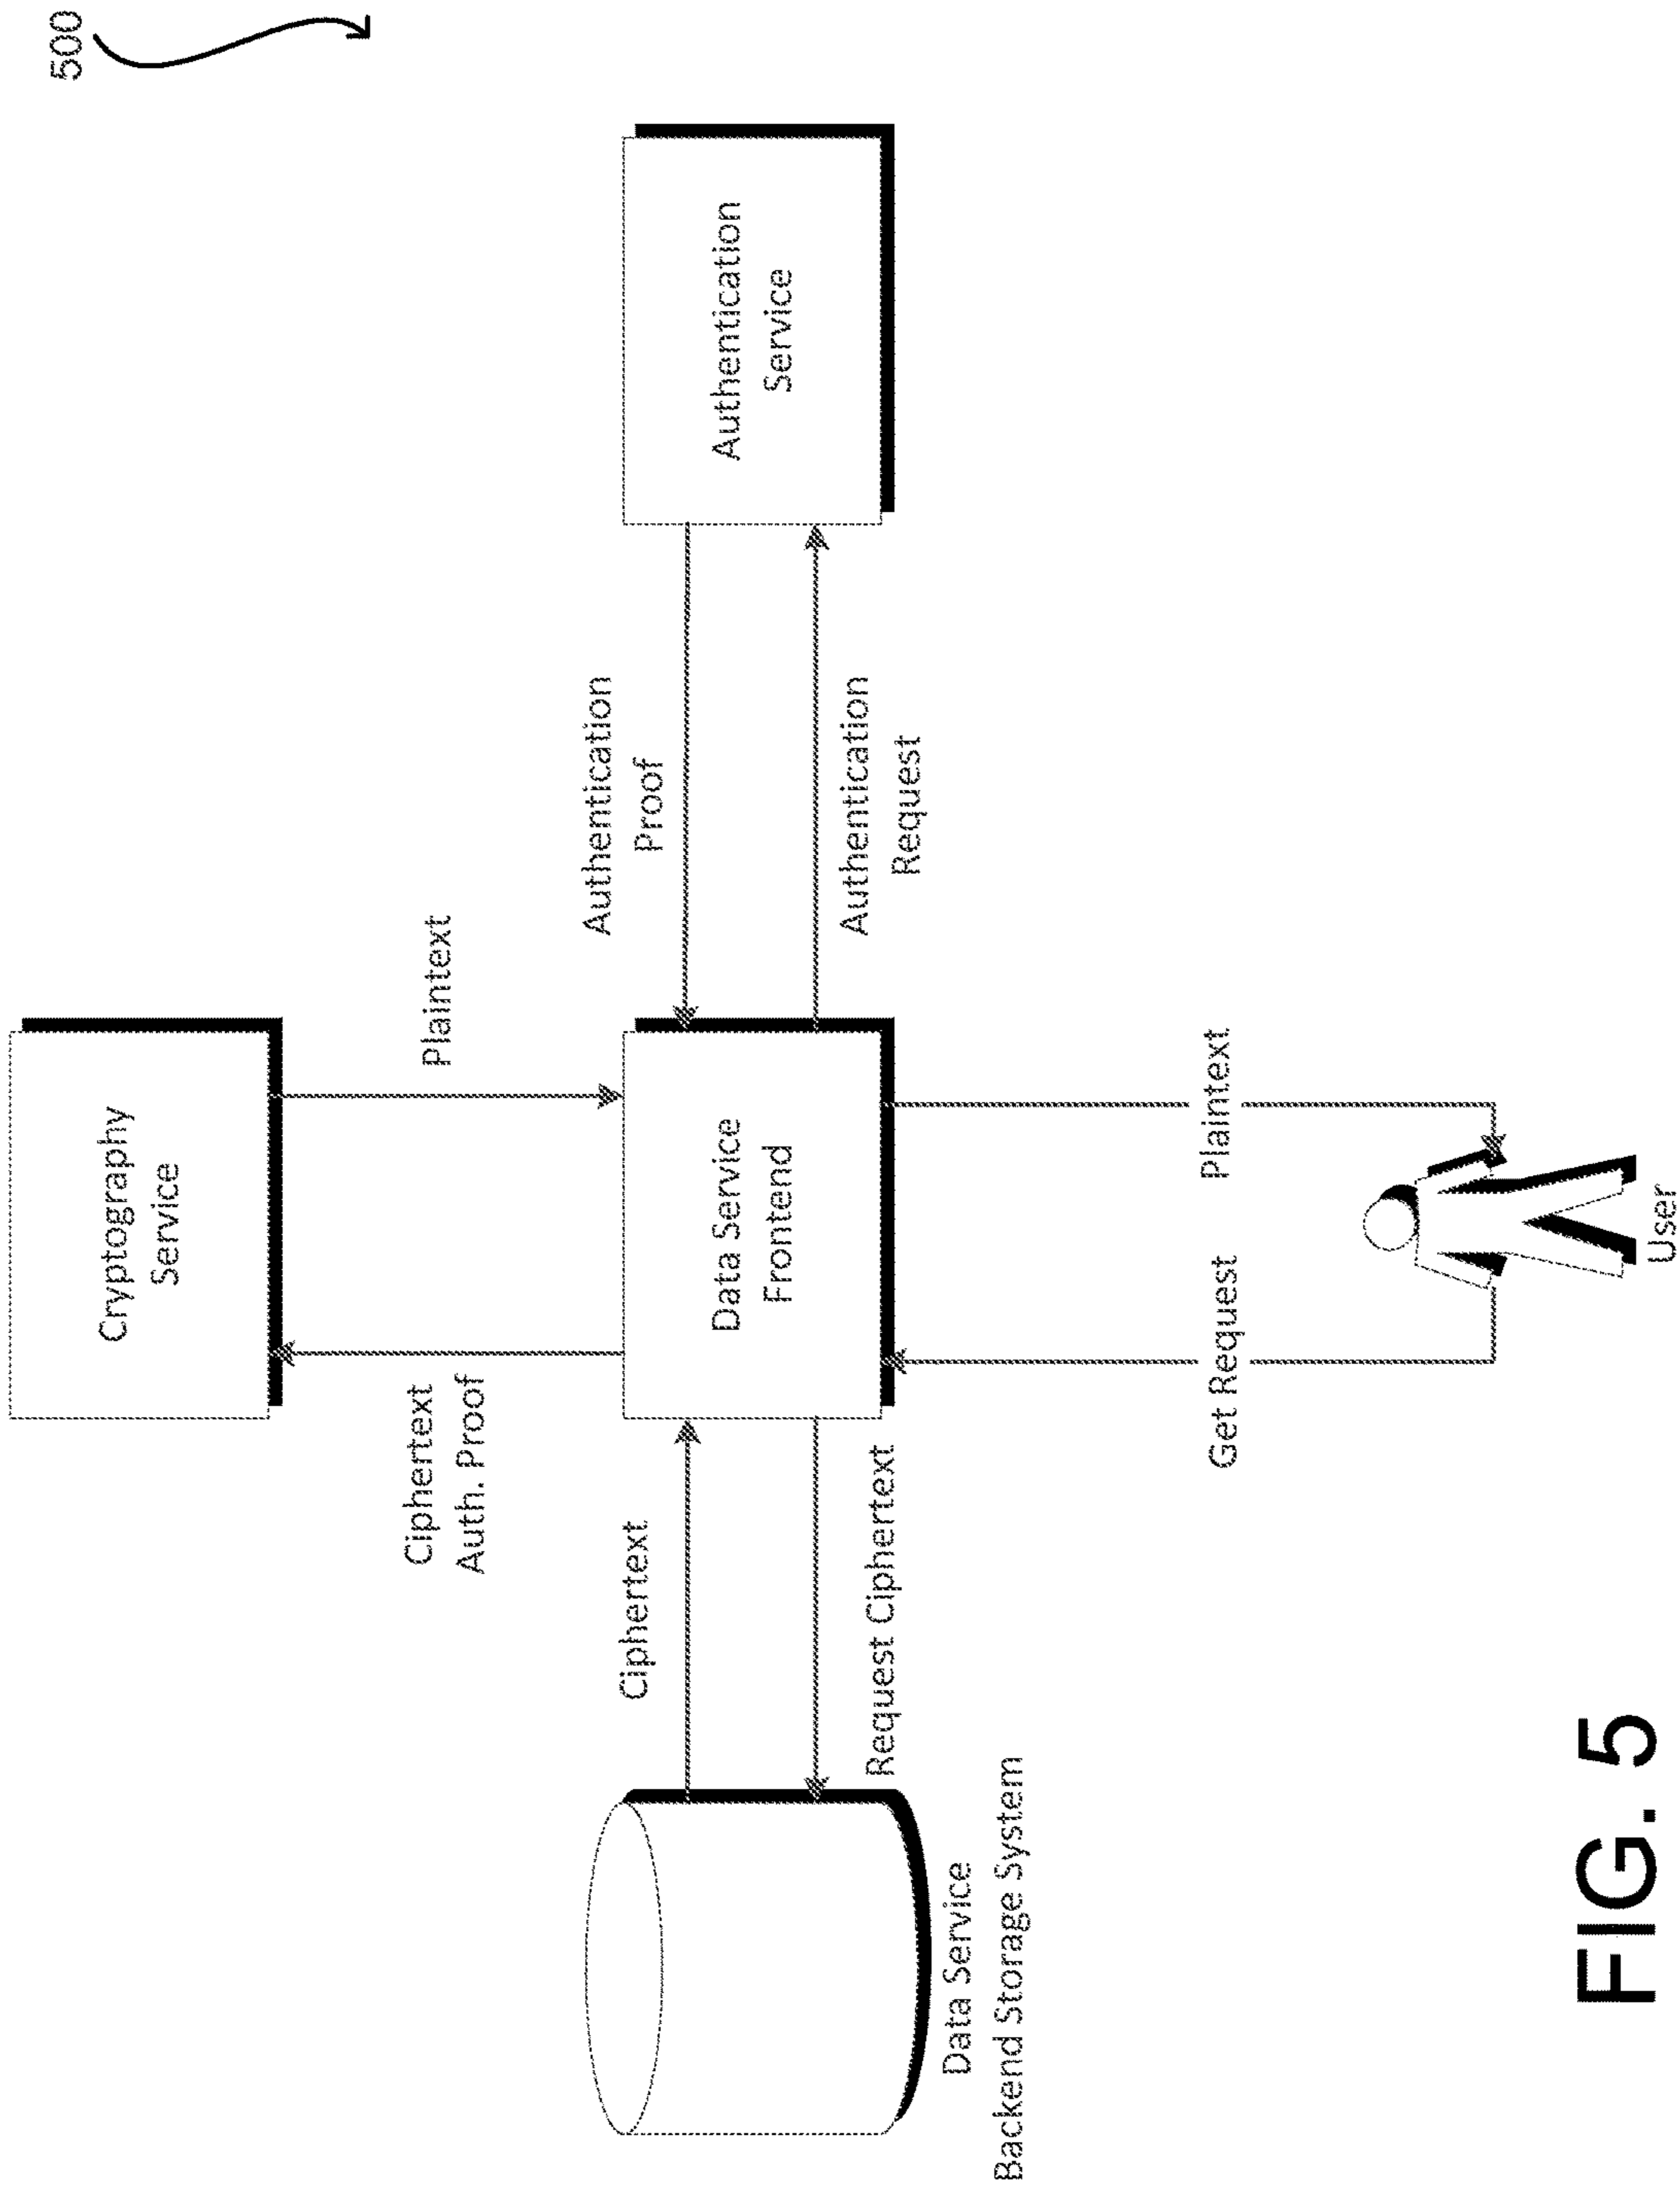 500
Cryptography
Service
Ciphertext
Auth. Proof
Plaintext
Ciphertext
Authentication
Proof
Data Service
Frontend
Authentication
Service
Request Ciphertext
Authentication
Request
Data Service
Backend Storage System
Get Request
Plaintext
User
FIG. 5